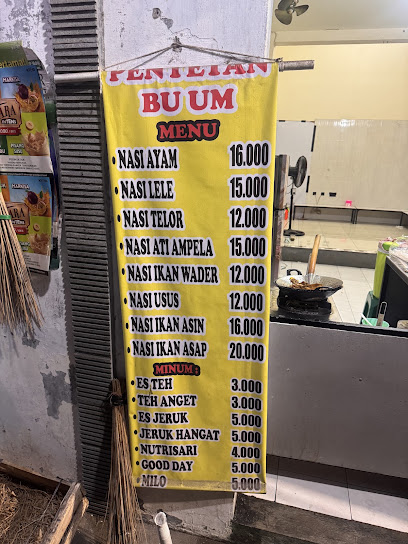 PENYETAN
BU UM
MENU
• NASI AYAM 16.000
• NASI LELE 15.000
• NASI TELOR 12.000
• NASI ATI AMPELA 15.000
• NASI IKAN WADER 12.000
• NASI USUS 12.000
• NASI IKAN ASIN 16.000
• NASI IKAN ASAP 20.000
MINUM :
• ES TEH 3.000
• TEH ANGET 3.000
• ES JERUK 5.000
• JERUK HANGAT 5.000
• NUTRISARI 4.000
• GOOD DAY 5.000
• MILO 5.000